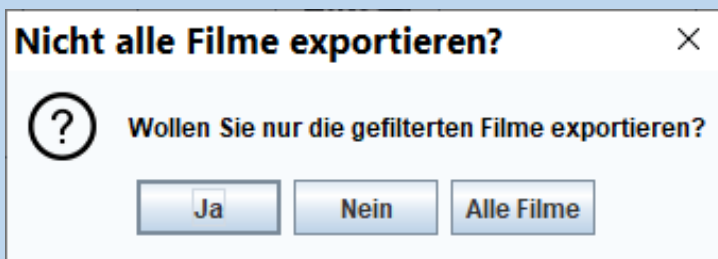 Nicht alle Filme exportieren?
Wollen Sie nur die gefilterten Filme exportieren?
Ja Nein Alle Filme